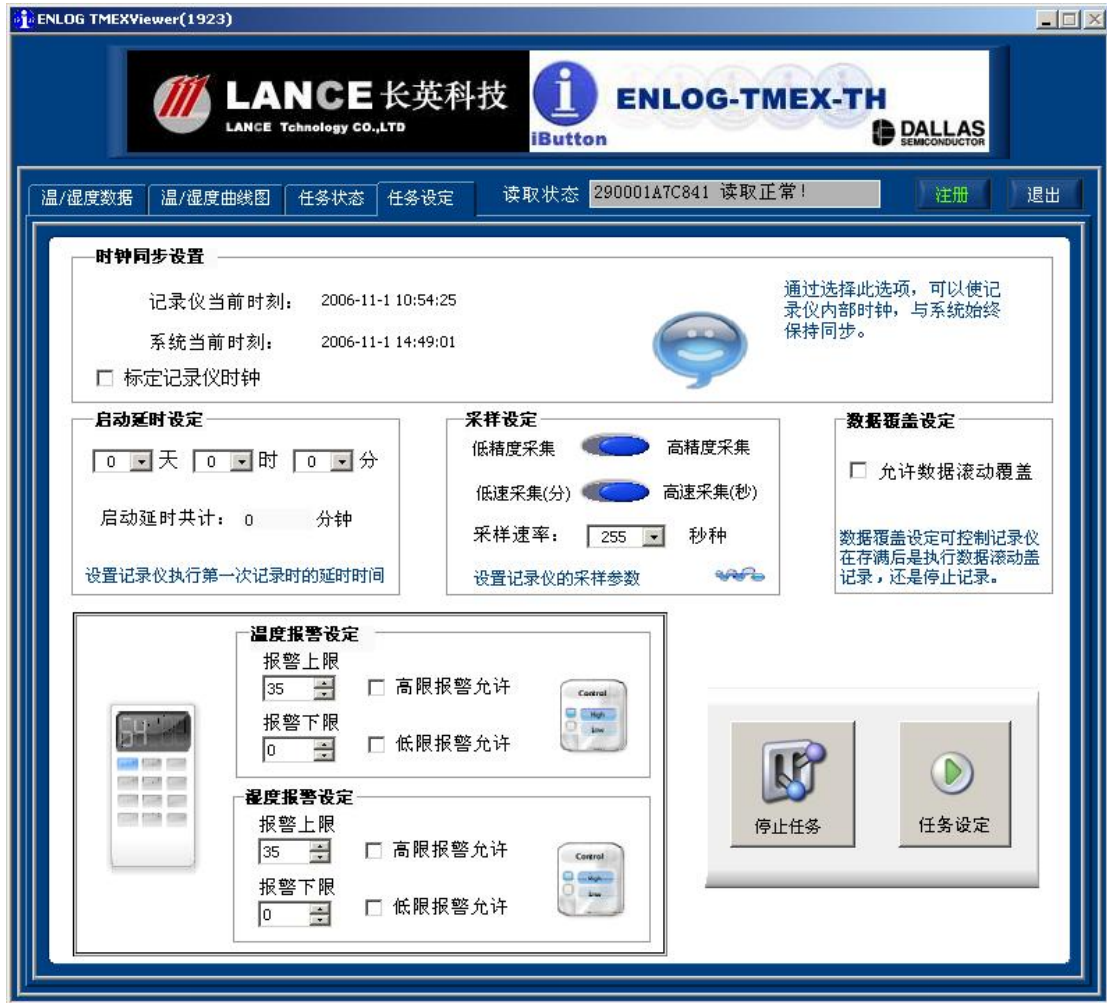 ENLOG TMEXViewer(1923)
LANCE 长英科技
LANCE Tchnology CO.,LTD
iButton
ENLOG-TMEX-TH
DALLAS
SEMICONDUCTOR
温/湿度数据 温/湿度曲线图 任务状态 任务设定 读取状态 290001A7C841 读取正常! 注册 退出
时钟同步设置
记录仪当前时刻: 2006-11-1 10:54:25
系统当前时刻: 2006-11-1 14:49:01
标定记录仪时钟
通过选择此选项，可以使记
录仪内部时钟，与系统始终
保持同步。
启动延时设定
0 天 0 时 0 分
启动延时共计: 0 分钟
设置记录仪执行第一次记录时的延时时间
采样设定
低精度采集 高精度采集
低速采集(分) 高速采集(秒)
采样速率: 255 秒种
设置记录仪的采样参数
数据覆盖设定
允许数据滚动覆盖
数据覆盖设定可控制记录仪
在存满后是执行数据滚动盖
记录，还是停止记录。
温度报警设定
报警上限
35 高限报警允许
报警下限
0 低限报警允许
Control
High
Low
湿度报警设定
报警上限
35 高限报警允许
报警下限
0 低限报警允许
Control
High
Low
64
停止任务
任务设定